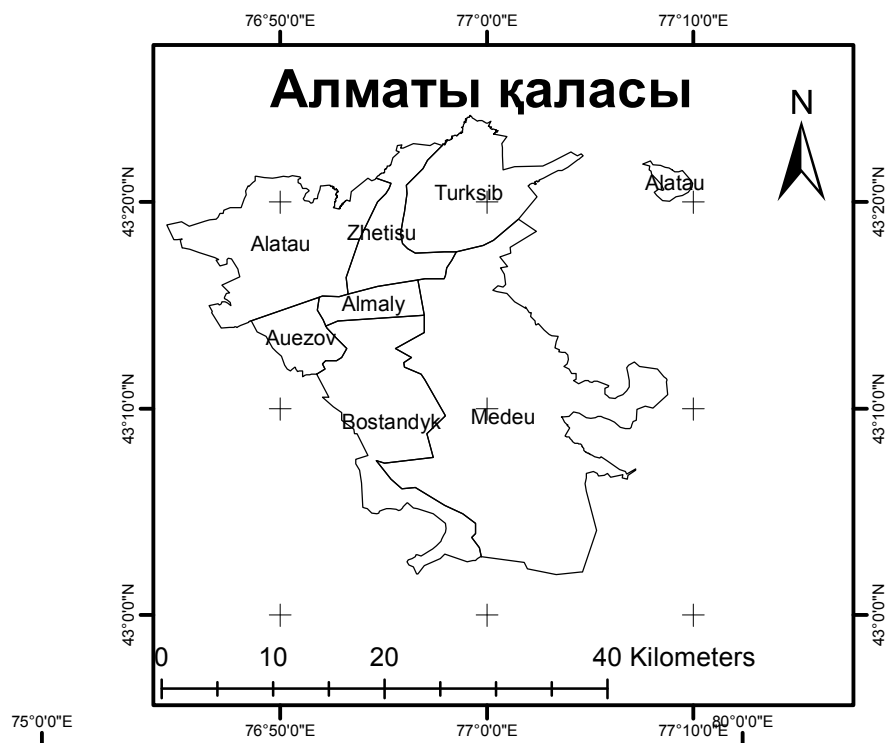 76°50'0"E 77°0'0"E 77°10'0"E
Алматы қаласы
N
43°20'0"N 43°20'0"N
Turksib
Alatau
Zhetisu
Alatau
Almaly
Auezov
43°10'0"N 43°10'0"N
Bostandyk
Medeu
43°0'0"N 43°0'0"N
0 10 20 40 Kilometers
75°0'0"E 76°50'0"E 77°0'0"E 77°10'0"E 80°0'0"E